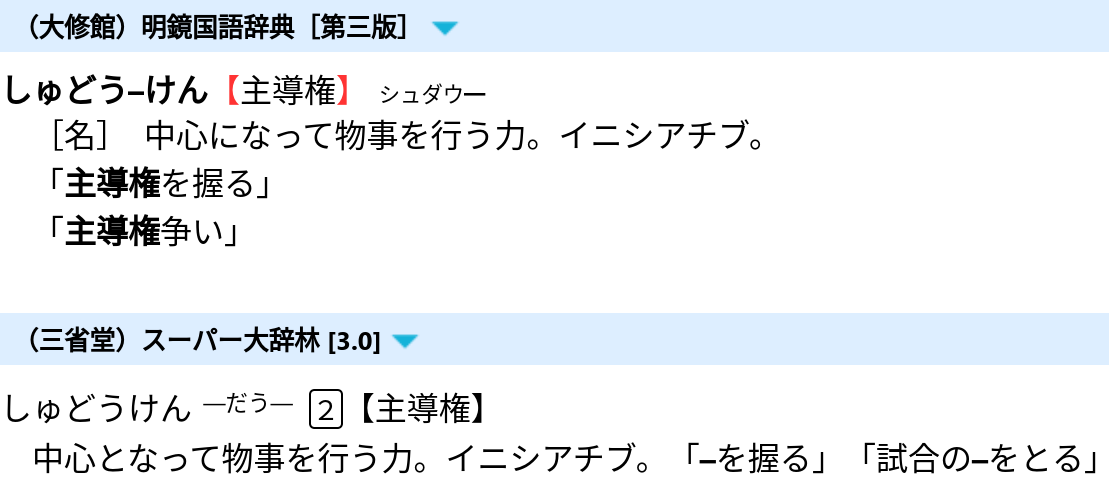 （大修館）明鏡国語辞典［第三版］
しゅどう–けん【主導権】 シュダウ—
［名］ 中心になって物事を行う力。イニシアチブ。
「主導権を握る」
「主導権争い」
（三省堂）スーパー大辞林 [3.0]
しゅどうけん —だう— 2【主導権】
中心となって物事を行う力。イニシアチブ。「–を握る」「試合の–をとる」